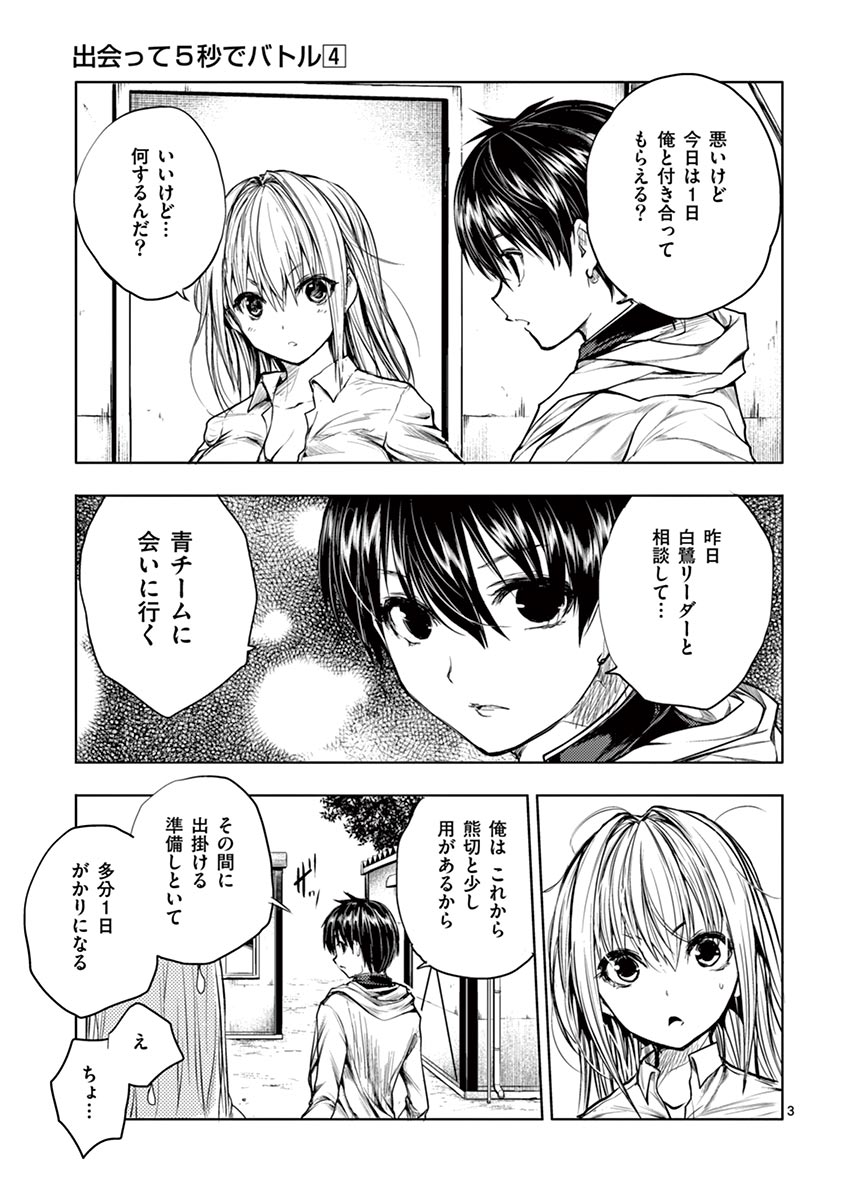 出会って5秒でバトル4
悪いけど
今日は1日
俺と付き合って
もらえる？
いいけど…
何するんだ？
昨日
白鷺リーダーと
相談して…
青チームに
会いに行く
俺は これから
熊切と少し
用があるから
その間に
出掛ける
準備しといて
多分1日
がかりになる
ザッ
え
ちょ…
3